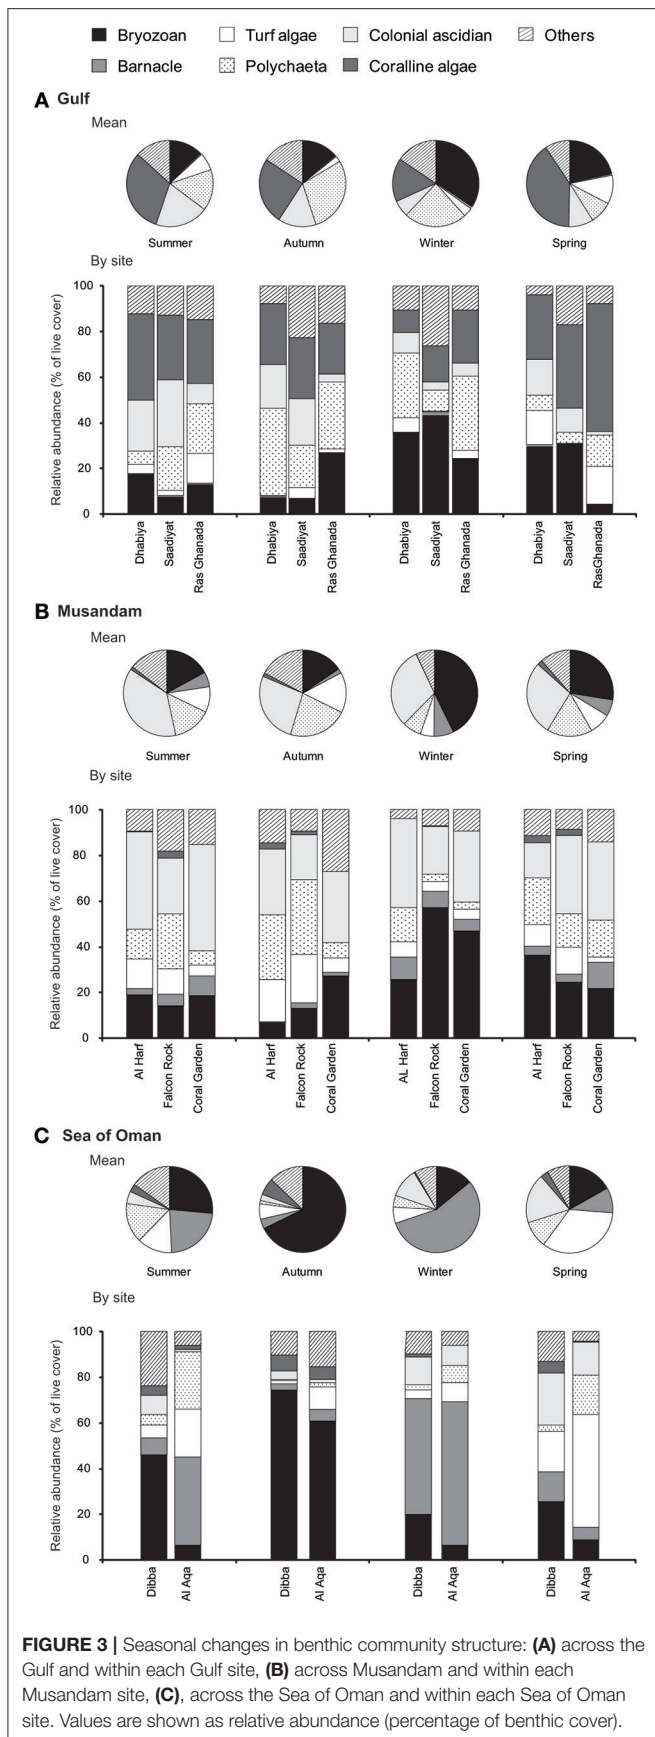 Bryozoan Turf algae Colonial ascidian Others
Barnacle Polychaeta Coralline algae
A Gulf
Mean
Summer Autumn Winter Spring
By site
Relative abundance (% of live cover)
100
80
60
40
20
0
Dhabiya Saadiyat Ras Ghanada Dhabiya Saadiyat Ras Ghanada Dhabiya Saadiyat Ras Ghanada Dhabiya Saadiyat RasGhanada
B Musandam
Mean
Summer Autumn Winter Spring
By site
Relative abundance (% of live cover)
100
80
60
40
20
0
Al Harf Falcon Rock Coral Garden Al Harf Falcon Rock Coral Garden AL Harf Falcon Rock Coral Garden Al Harf Falcon Rock Coral Garden
C Sea of Oman
Mean
Summer Autumn Winter Spring
By site
Relative abundance (% of live cover)
100
80
60
40
20
0
Dibba Al Aqa Dibba Al Aqa Dibba Al Aqa Dibba Al Aqa
FIGURE 3 | Seasonal changes in benthic community structure: (A) across the
Gulf and within each Gulf site, (B) across Musandam and within each
Musandam site, (C), across the Sea of Oman and within each Sea of Oman
site. Values are shown as relative abundance (percentage of benthic cover).